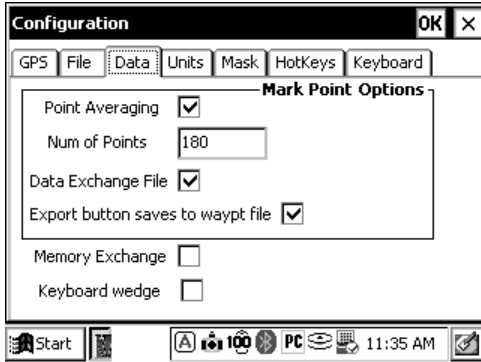 Configuration OK ×
GPS File Data Units Mask HotKeys Keyboard
Mark Point Options
Point Averaging
Num of Points 180
Data Exchange File
Export button saves to waypt file
Memory Exchange
Keyboard wedge
Start A 100 PC 11:35 AM